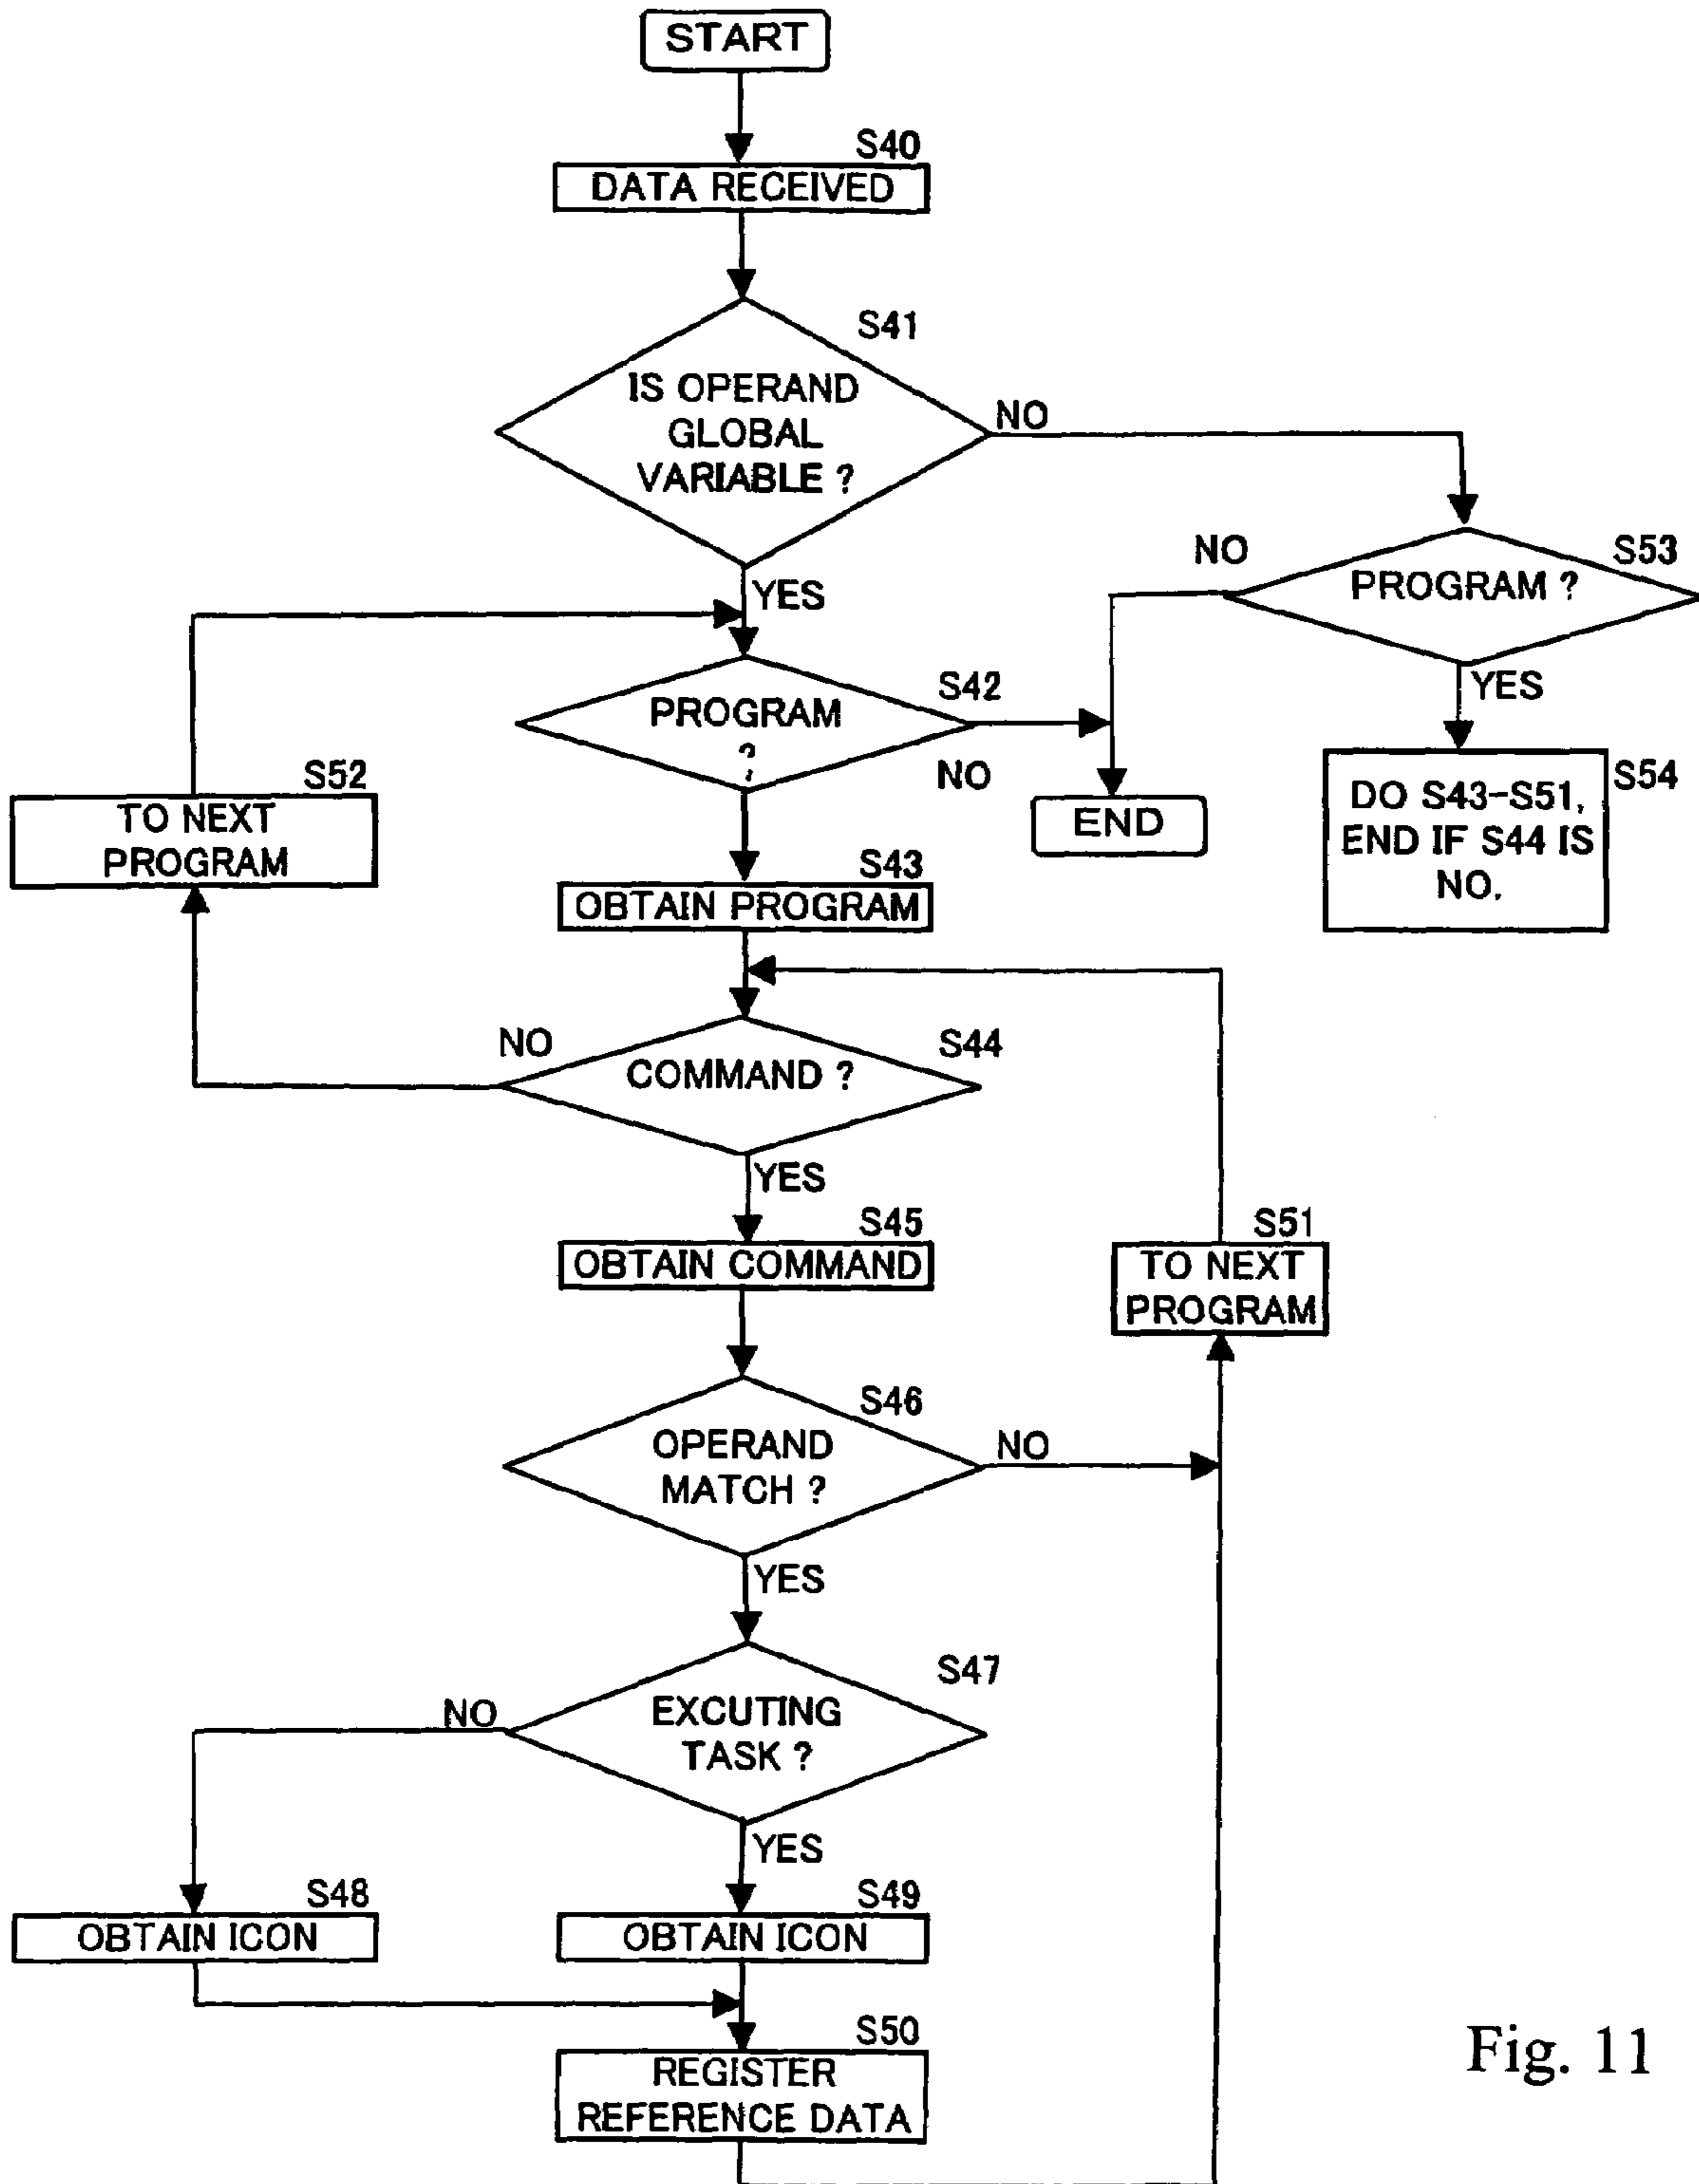 START
S40
DATA RECEIVED
S41
IS OPERAND
GLOBAL
VARIABLE ?
NO
YES
NO
S53
PROGRAM ?
YES
S42
PROGRAM
?
NO
S52
TO NEXT
PROGRAM
END
S54
DO S43-S51,
END IF S44 IS
NO.
S43
OBTAIN PROGRAM
NO
S44
COMMAND ?
YES
S45
OBTAIN COMMAND
S51
TO NEXT
PROGRAM
S46
OPERAND
MATCH ?
NO
YES
S47
EXCUTING
TASK ?
NO
YES
S48
OBTAIN ICON
S49
OBTAIN ICON
S50
REGISTER
REFERENCE DATA
Fig. 11